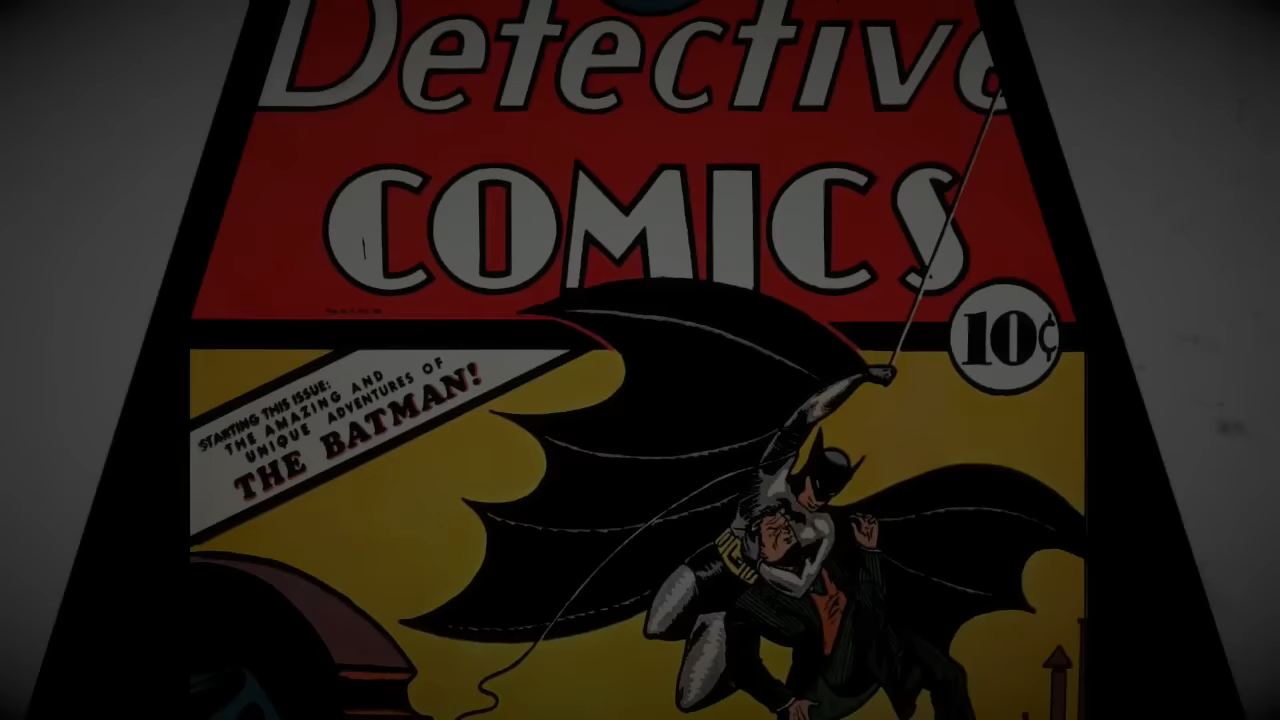 Detective
COMICS
10¢
STARTING THIS ISSUE:
THE AMAZING AND
UNIQUE ADVENTURES OF
THE BATMAN!